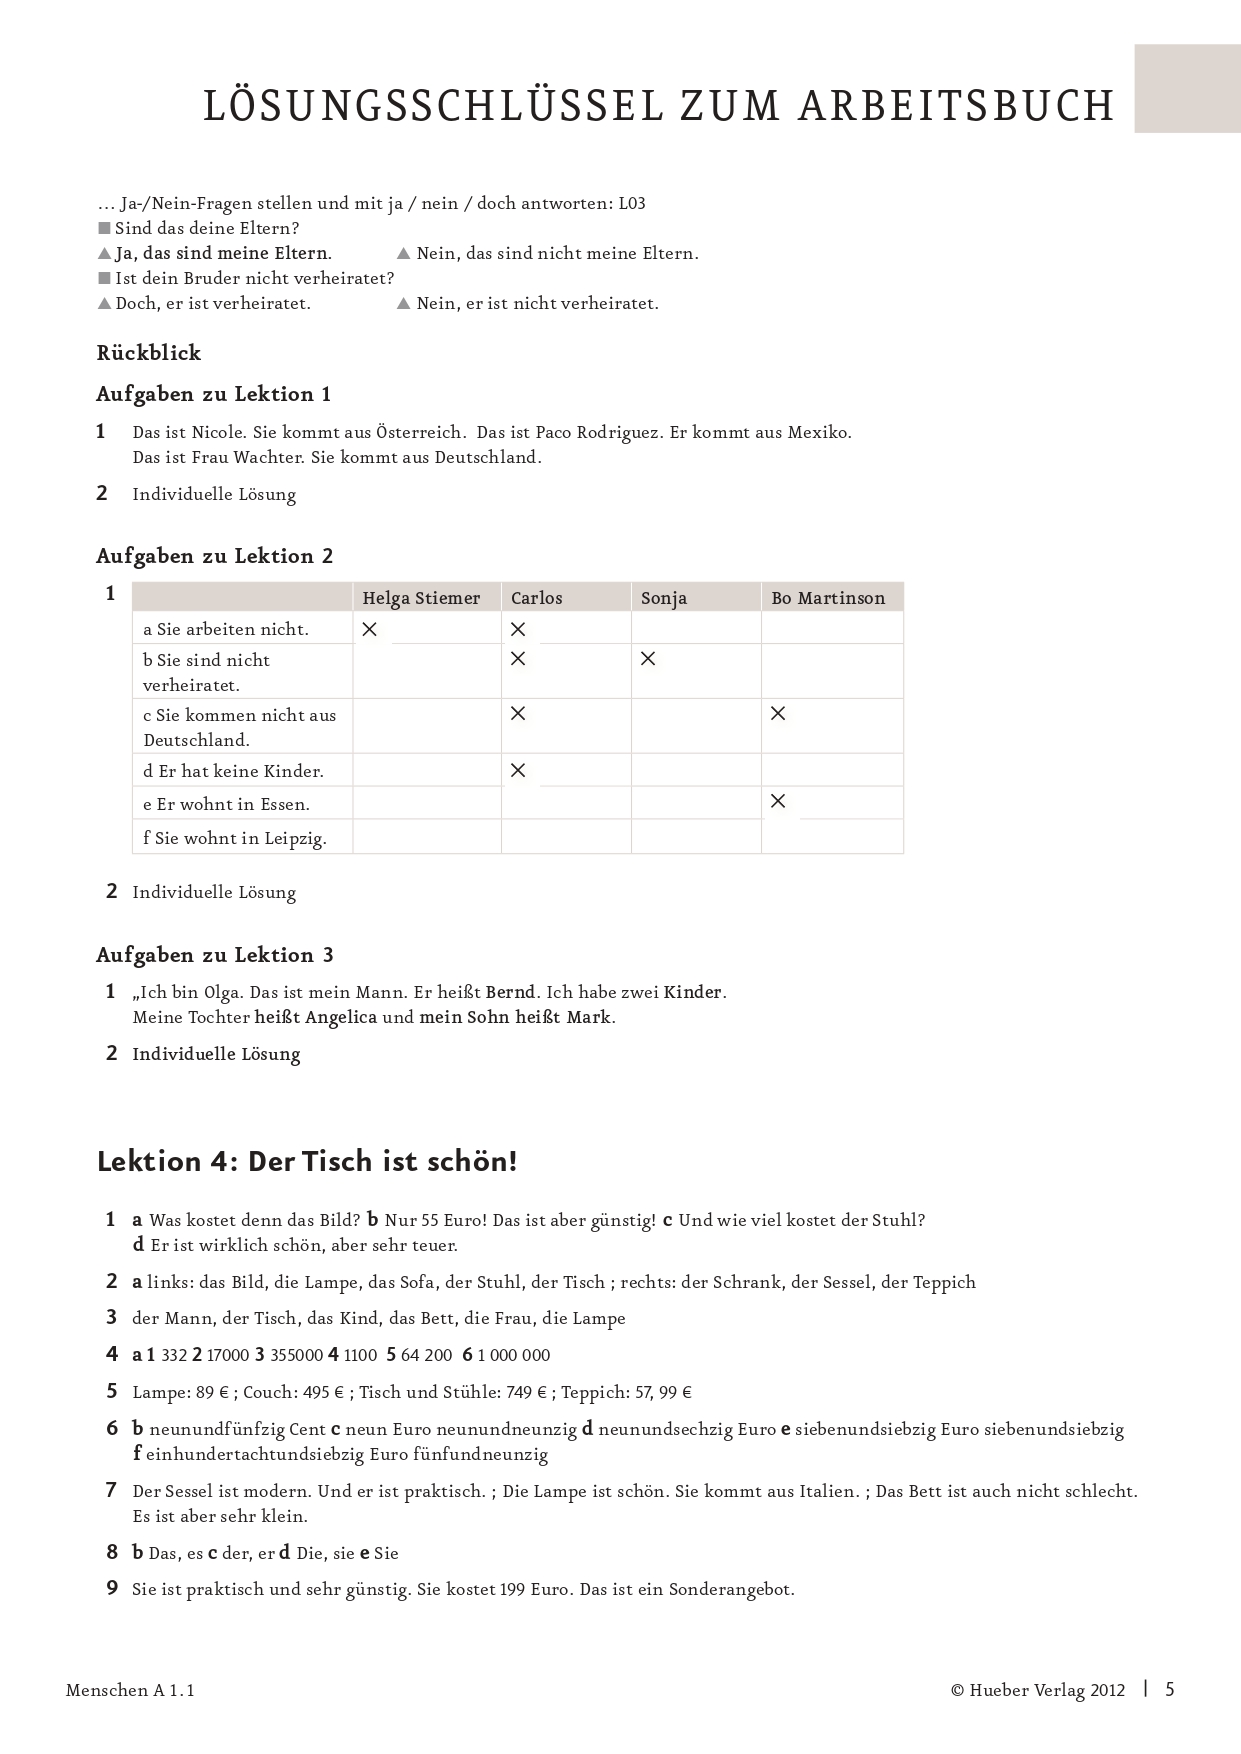 LÖSUNGSSCHLÜSSEL ZUM ARBEITSBUCH
… Ja-/Nein-Fragen stellen und mit ja / nein / doch antworten: L03
■ Sind das deine Eltern?
▲ Ja, das sind meine Eltern. ▲ Nein, das sind nicht meine Eltern.
■ Ist dein Bruder nicht verheiratet?
▲ Doch, er ist verheiratet. ▲ Nein, er ist nicht verheiratet.
Rückblick
Aufgaben zu Lektion 1
1 Das ist Nicole. Sie kommt aus Österreich. Das ist Paco Rodriguez. Er kommt aus Mexiko.
Das ist Frau Wachter. Sie kommt aus Deutschland.
2 Individuelle Lösung
Aufgaben zu Lektion 2
1 Helga Stiemer Carlos Sonja Bo Martinson
a Sie arbeiten nicht. ✕ ✕
b Sie sind nicht ✕ ✕
verheiratet.
c Sie kommen nicht aus ✕ ✕
Deutschland.
d Er hat keine Kinder. ✕
e Er wohnt in Essen. ✕
f Sie wohnt in Leipzig.
2 Individuelle Lösung
Aufgaben zu Lektion 3
1 „Ich bin Olga. Das ist mein Mann. Er heißt Bernd. Ich habe zwei Kinder.
Meine Tochter heißt Angelica und mein Sohn heißt Mark.
2 Individuelle Lösung
Lektion 4: Der Tisch ist schön!
1 a Was kostet denn das Bild? b Nur 55 Euro! Das ist aber günstig! c Und wie viel kostet der Stuhl?
d Er ist wirklich schön, aber sehr teuer.
2 a links: das Bild, die Lampe, das Sofa, der Stuhl, der Tisch ; rechts: der Schrank, der Sessel, der Teppich
3 der Mann, der Tisch, das Kind, das Bett, die Frau, die Lampe
4 a 1 332 2 17000 3 355000 4 1100 5 64 200 6 1 000 000
5 Lampe: 89 € ; Couch: 495 € ; Tisch und Stühle: 749 € ; Teppich: 57, 99 €
6 b neunundfünfzig Cent c neun Euro neunundneunzig d neunundsechzig Euro e siebenundsiebzig Euro siebenundsiebzig
f einhundertachtundsiebzig Euro fünfundneunzig
7 Der Sessel ist modern. Und er ist praktisch. ; Die Lampe ist schön. Sie kommt aus Italien. ; Das Bett ist auch nicht schlecht.
Es ist aber sehr klein.
8 b Das, es c der, er d Die, sie e Sie
9 Sie ist praktisch und sehr günstig. Sie kostet 199 Euro. Das ist ein Sonderangebot.
Menschen A 1.1 © Hueber Verlag 2012 | 5